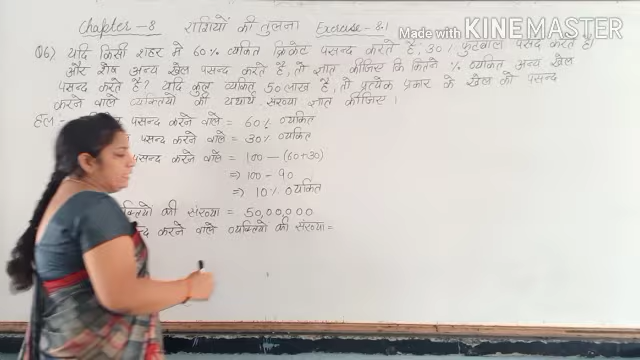 Chapter - 8 राशियों की तुलना Exercise - 8.1
Made with KINEMASTER
Q6) यदि किसी शहर मे 60% व्यक्ति क्रिकेट पसन्द करते है, 30% फुटबाल पसंद करते है
और शेष अन्य खेल पसन्द करते है, तो ज्ञात कीजिए कि कितने % व्यक्ति अन्य खेल
पसन्द करते है? यदि कुल व्यक्ति 50 लाख है, तो प्रत्येक प्रकार के खेल को पसन्द
करने वाले व्यक्तियो की यथार्थ संख्या ज्ञात कीजिए।
हल :- पसन्द करने वाले = 60% व्यक्ति
पसन्द करने वाले = 30% व्यक्ति
पसन्द करने वाले = 100 - (60+30)
⇒ 100 - 90
⇒ 10% व्यक्ति
की संख्या = 50,00,000
करने वाले व्यक्तियो की संख्या =